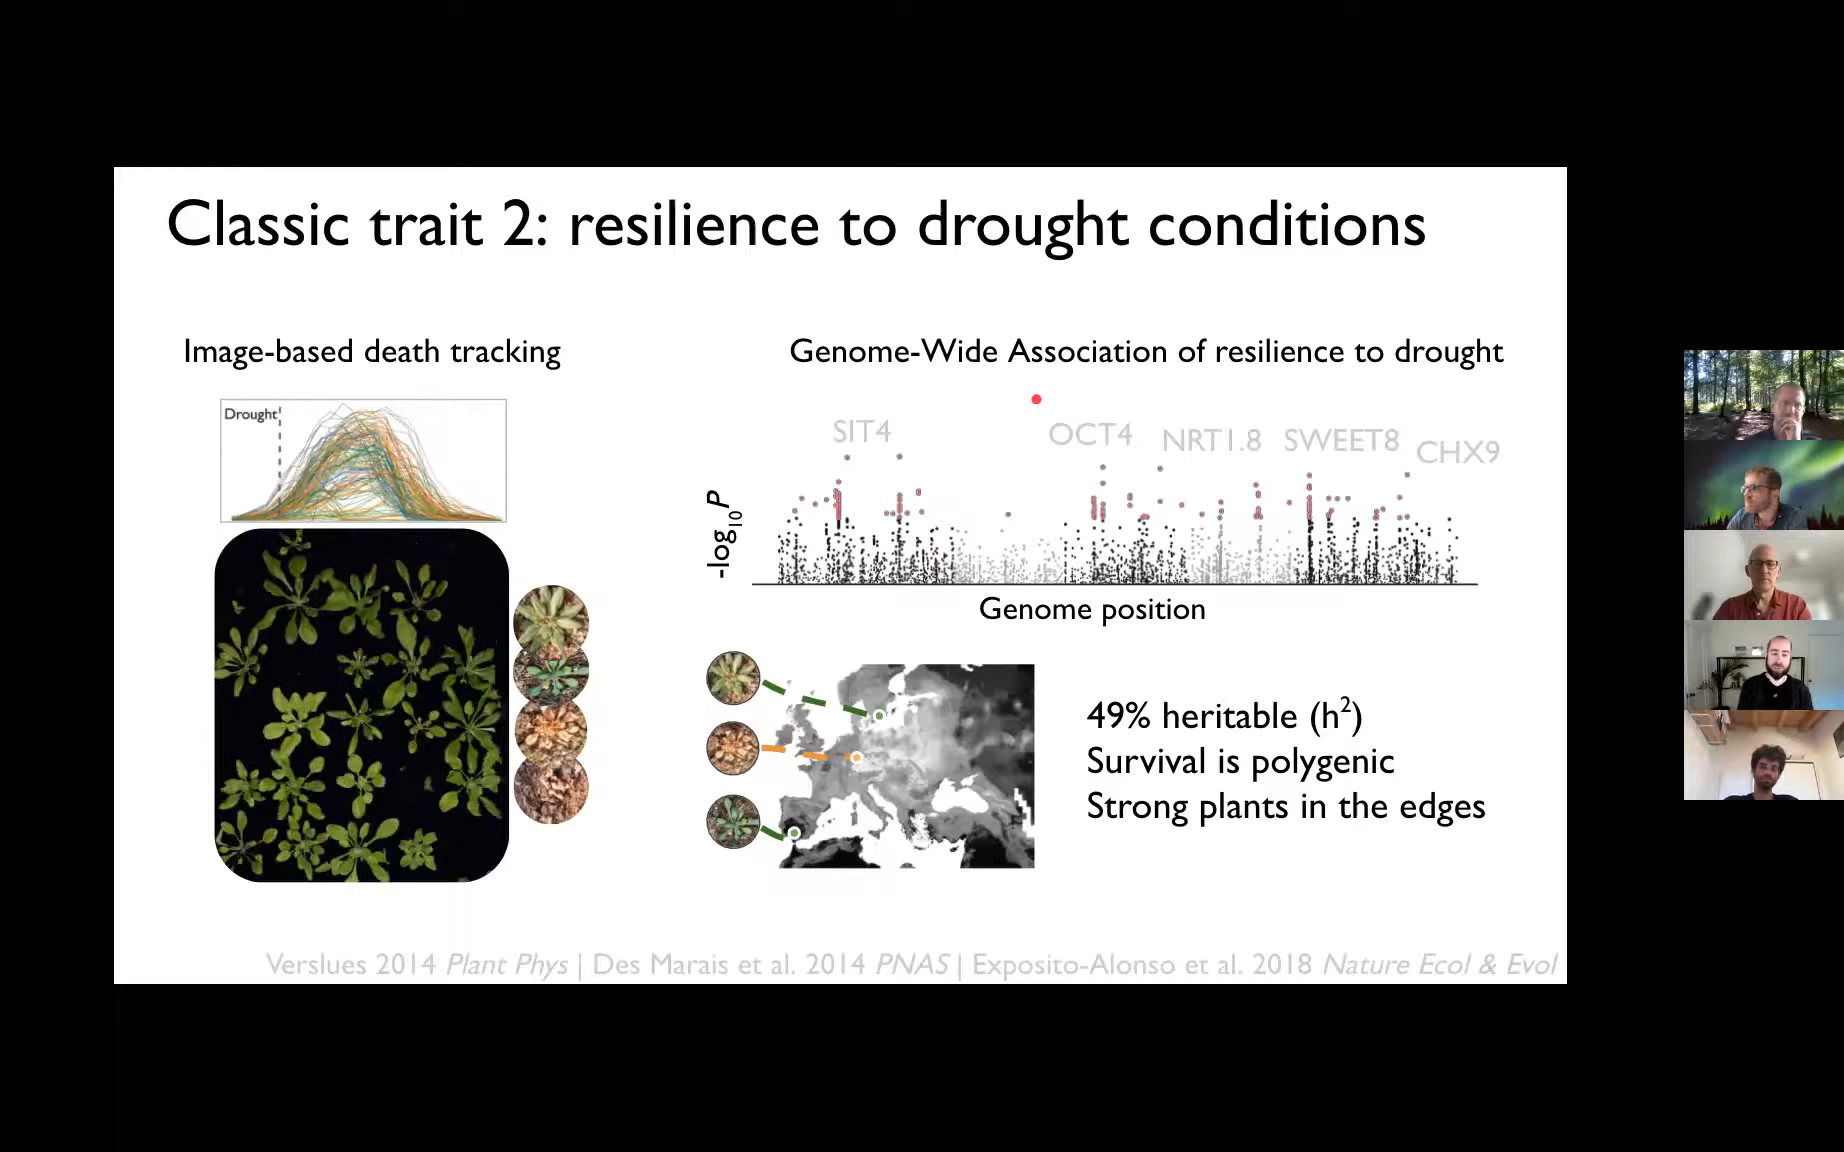 Classic trait 2: resilience to drought conditions
Image-based death tracking
Drought
Genome-Wide Association of resilience to drought
SIT4
OCT4
NRT1.8
SWEET8
CHX9
-log10P
Genome position
49% heritable (h2)
Survival is polygenic
Strong plants in the edges
Verslues 2014 Plant Phys | Des Marais et al. 2014 PNAS | Exposito-Alonso et al. 2018 Nature Ecol & Evol